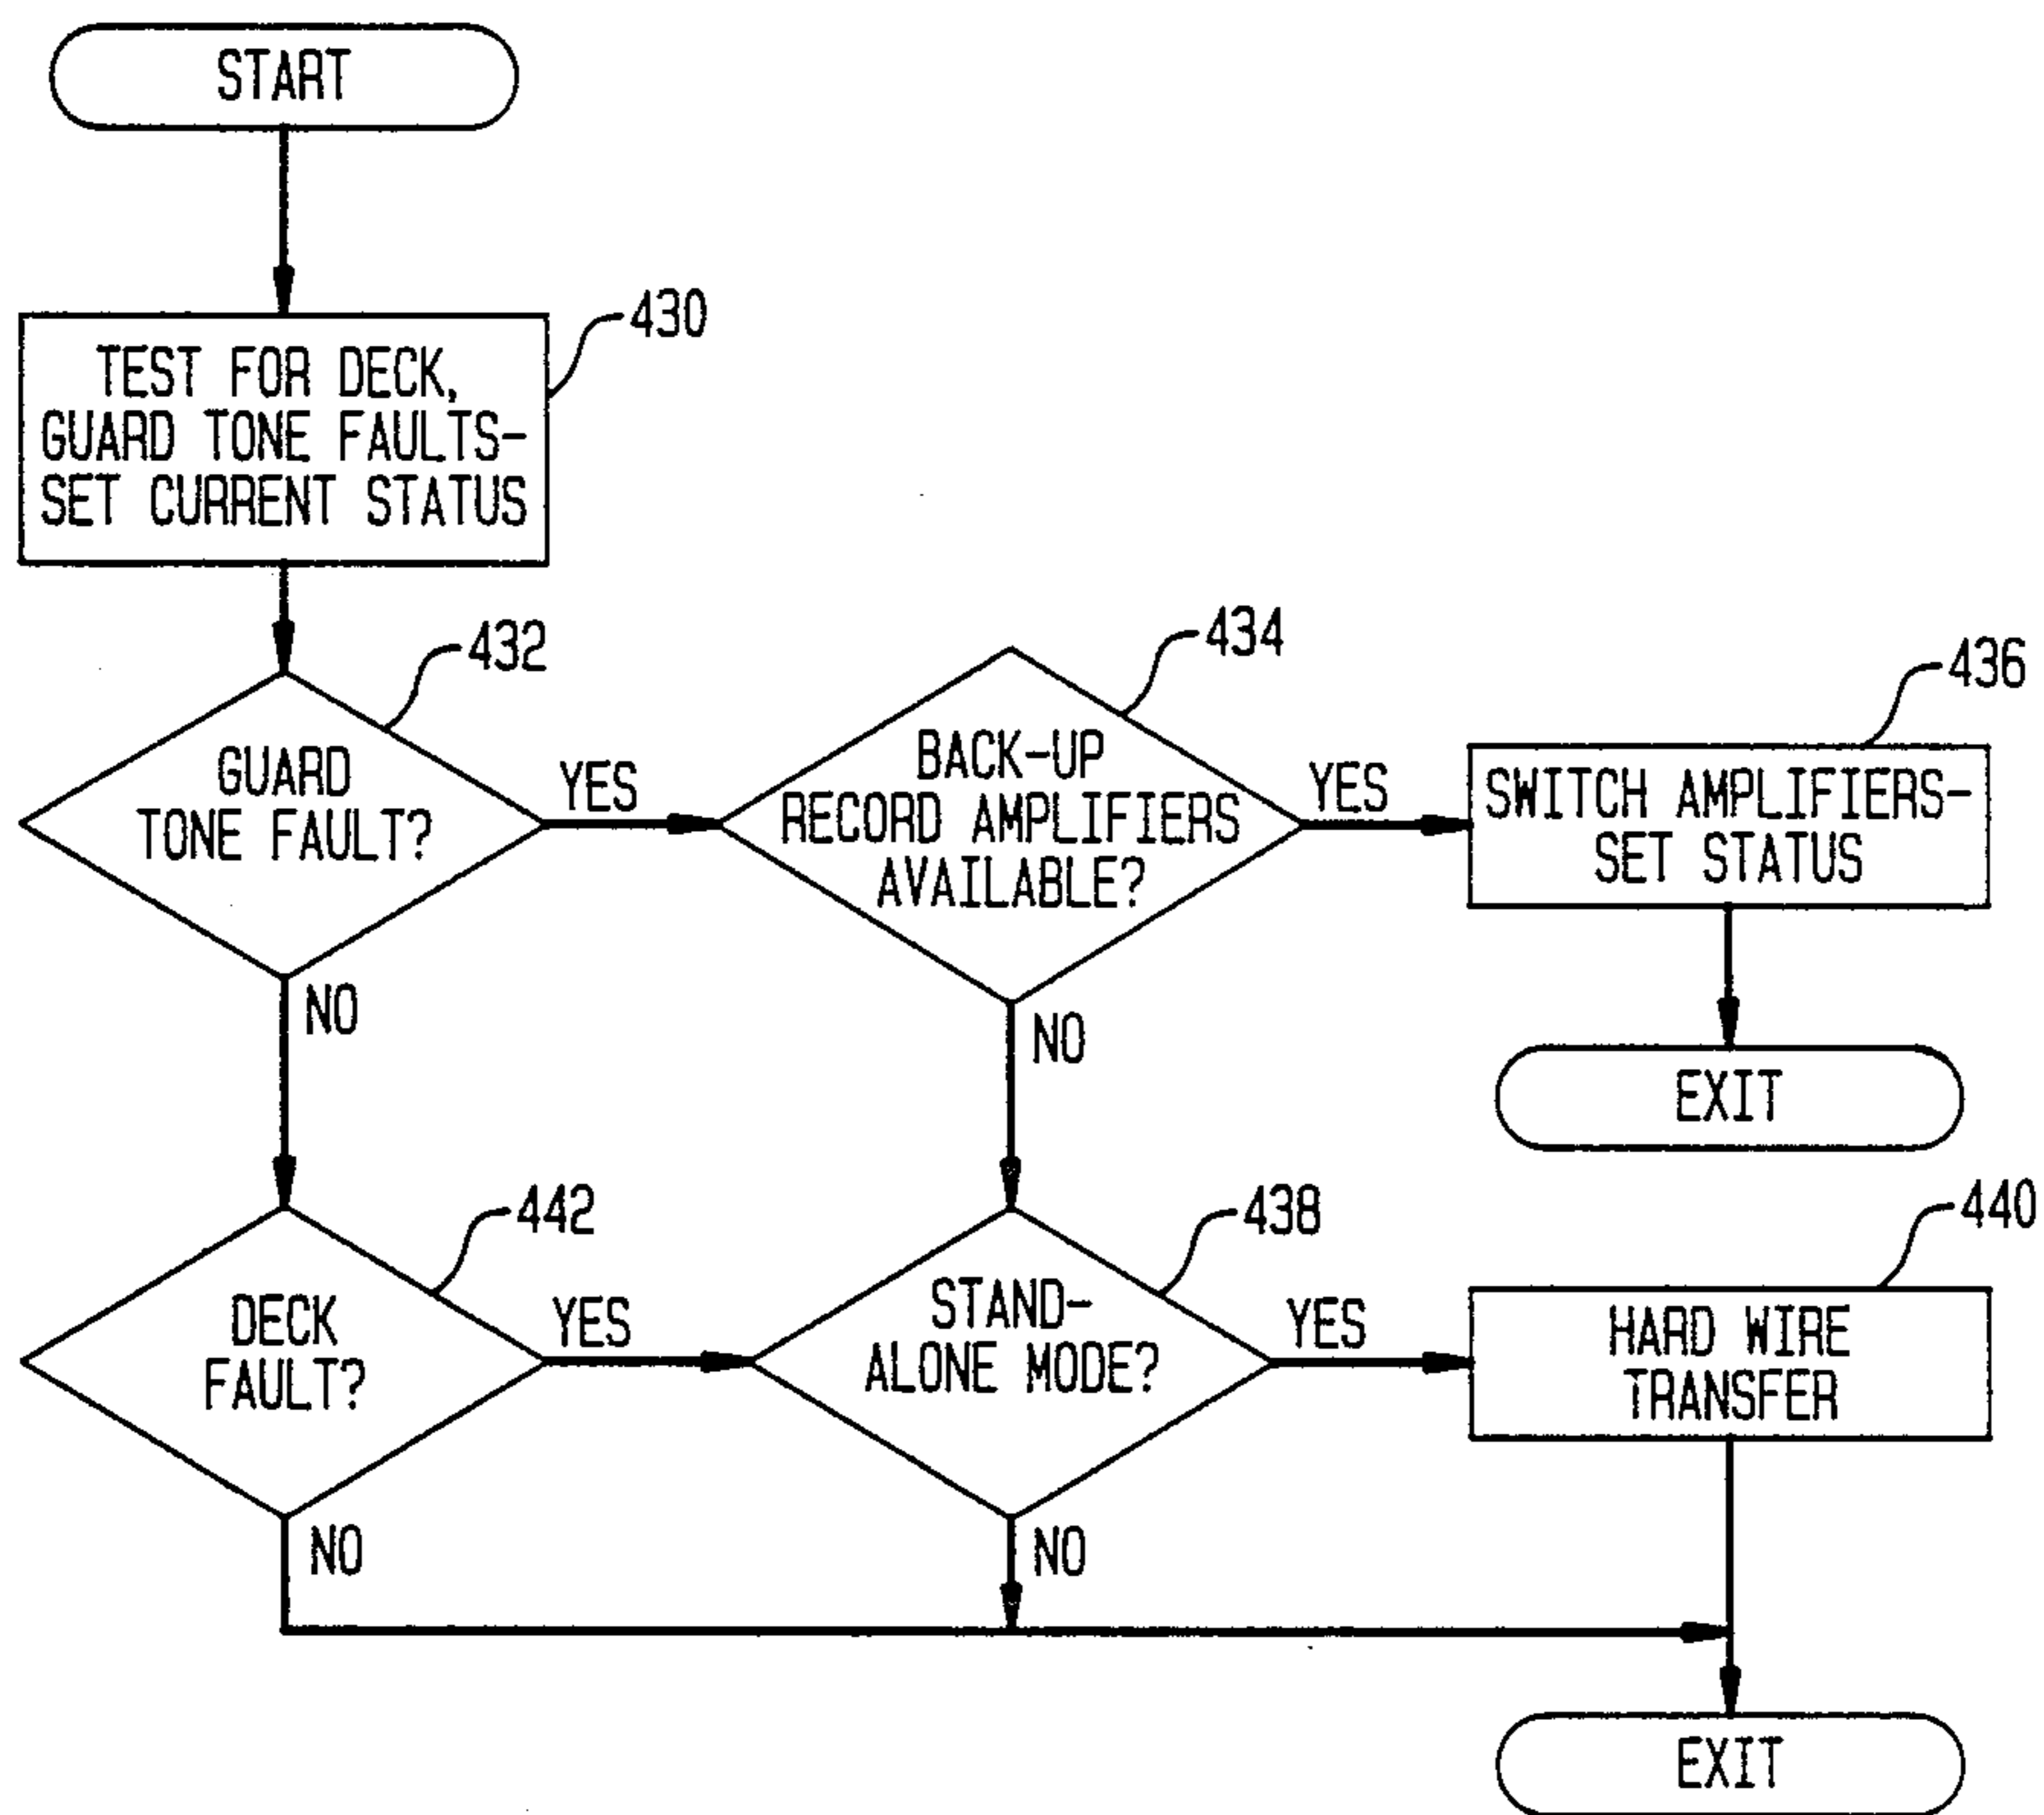 START
430
TEST FOR DECK,
GUARD TONE FAULTS-
SET CURRENT STATUS
432
GUARD
TONE FAULT?
YES
NO
434
BACK-UP
RECORD AMPLIFIERS
AVAILABLE?
YES
NO
436
SWITCH AMPLIFIERS-
SET STATUS
EXIT
442
DECK
FAULT?
YES
NO
438
STAND-
ALONE MODE?
YES
NO
440
HARD WIRE
TRANSFER
EXIT